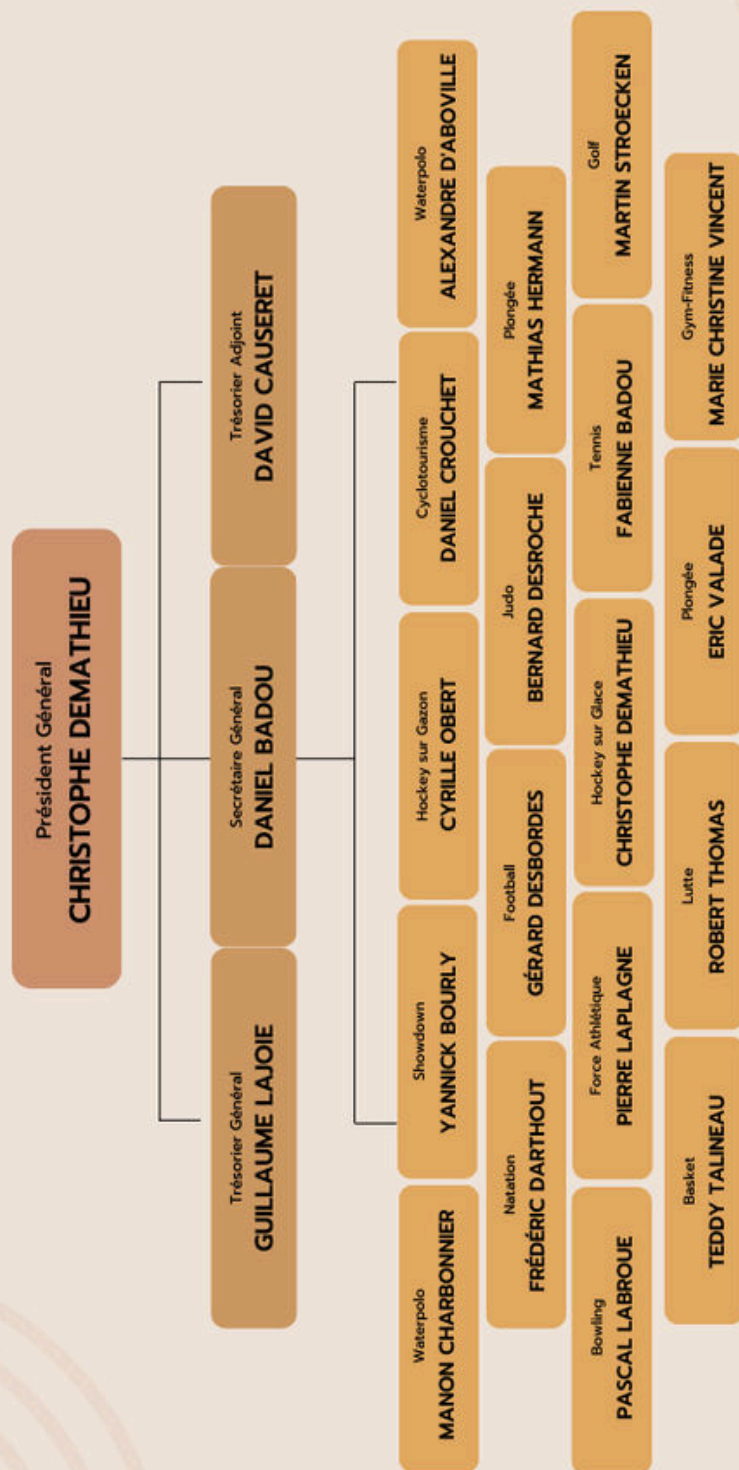 Président Général
CHRISTOPHE DEMATHIEU
Trésorier Général
GUILLAUME LAJOIE
Secrétaire Général
DANIEL BADOU
Trésorier Adjoint
DAVID CAUSERET
Waterpolo
MANON CHARBONNIER
Showdown
YANNICK BOURLY
Hockey sur Gazon
CYRILLE OBERT
Cyclotourisme
DANIEL CROUCHET
Waterpolo
ALEXANDRE D'ABOVILLE
Natation
FRÉDÉRIC DARTHOUT
Football
GÉRARD DESBORDES
Judo
BERNARD DESROCHE
Plongée
MATHIAS HERMANN
Bowling
PASCAL LABROUE
Force Athlétique
PIERRE LAPLAGNE
Hockey sur Glace
CHRISTOPHE DEMATHIEU
Tennis
FABIENNE BADOU
Golf
MARTIN STROECKEN
Basket
TEDDY TALINEAU
Lutte
ROBERT THOMAS
Plongée
ERIC VALADE
Gym-Fitness
MARIE CHRISTINE VINCENT